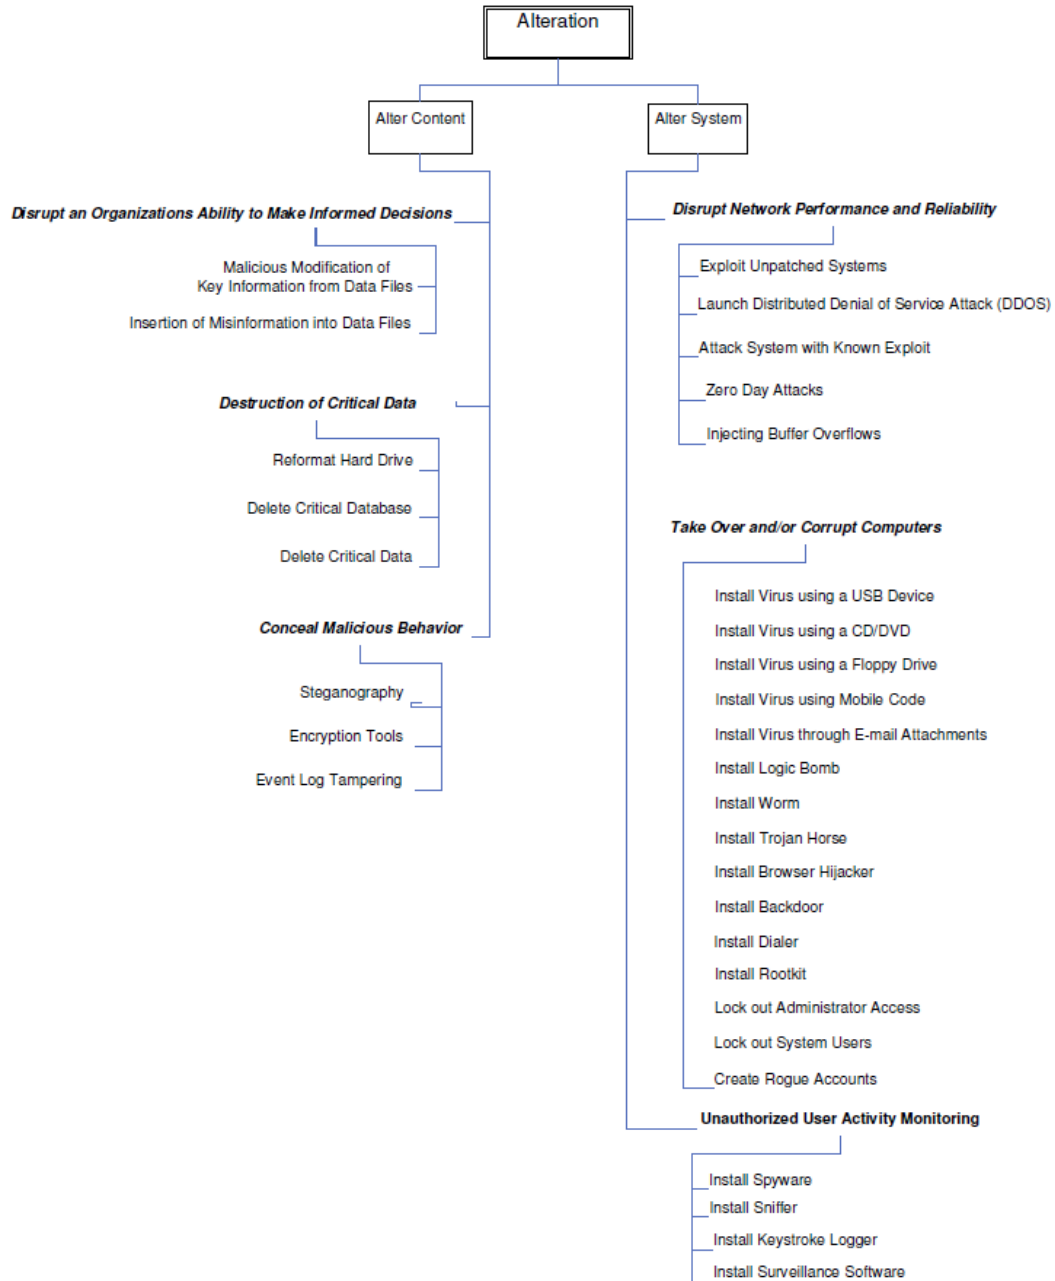 Alteration
Alter Content
Alter System
Disrupt an Organizations Ability to Make Informed Decisions
Malicious Modification of
Key Information from Data Files
Insertion of Misinformation into Data Files
Destruction of Critical Data
Reformat Hard Drive
Delete Critical Database
Delete Critical Data
Conceal Malicious Behavior
Steganography
Encryption Tools
Event Log Tampering
Disrupt Network Performance and Reliability
Exploit Unpatched Systems
Launch Distributed Denial of Service Attack (DDOS)
Attack System with Known Exploit
Zero Day Attacks
Injecting Buffer Overflows
Take Over and/or Corrupt Computers
Install Virus using a USB Device
Install Virus using a CD/DVD
Install Virus using a Floppy Drive
Install Virus using Mobile Code
Install Virus through E-mail Attachments
Install Logic Bomb
Install Worm
Install Trojan Horse
Install Browser Hijacker
Install Backdoor
Install Dialer
Install Rootkit
Lock out Administrator Access
Lock out System Users
Create Rogue Accounts
Unauthorized User Activity Monitoring
Install Spyware
Install Sniffer
Install Keystroke Logger
Install Surveillance Software